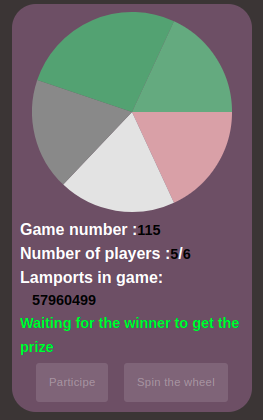 Game number :115
Number of players :5/6
Lamports in game:
57960499
Waiting for the winner to get the
prize
Participe Spin the wheel